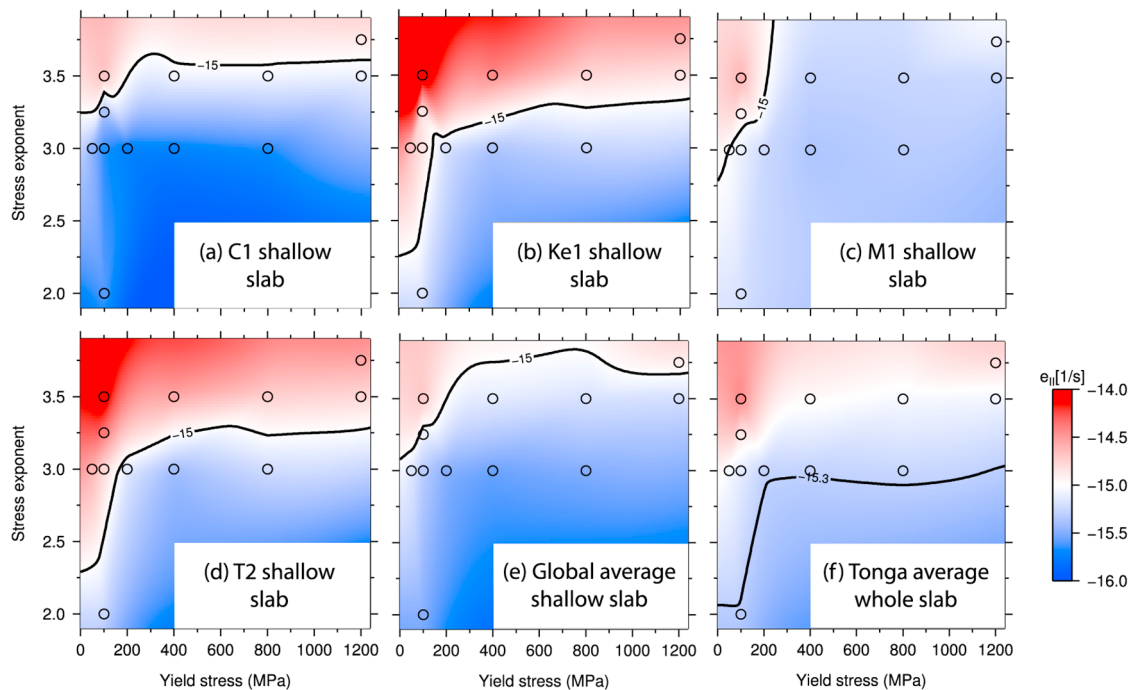 3.5
3.0
2.5
2.0
Stress exponent
−15
(a) C1 shallow
slab
−15
(b) Ke1 shallow
slab
−15
(c) M1 shallow
slab
3.5
3.0
2.5
2.0
Stress exponent
−15
(d) T2 shallow
slab
−15
(e) Global average
shallow slab
−15.3
(f) Tonga average
whole slab
0 200 400 600 800 1000 1200
Yield stress (MPa)
0 200 400 600 800 1000 1200
Yield stress (MPa)
0 200 400 600 800 1000 1200
Yield stress (MPa)
eII[1/s]
−14.0
−14.5
−15.0
−15.5
−16.0